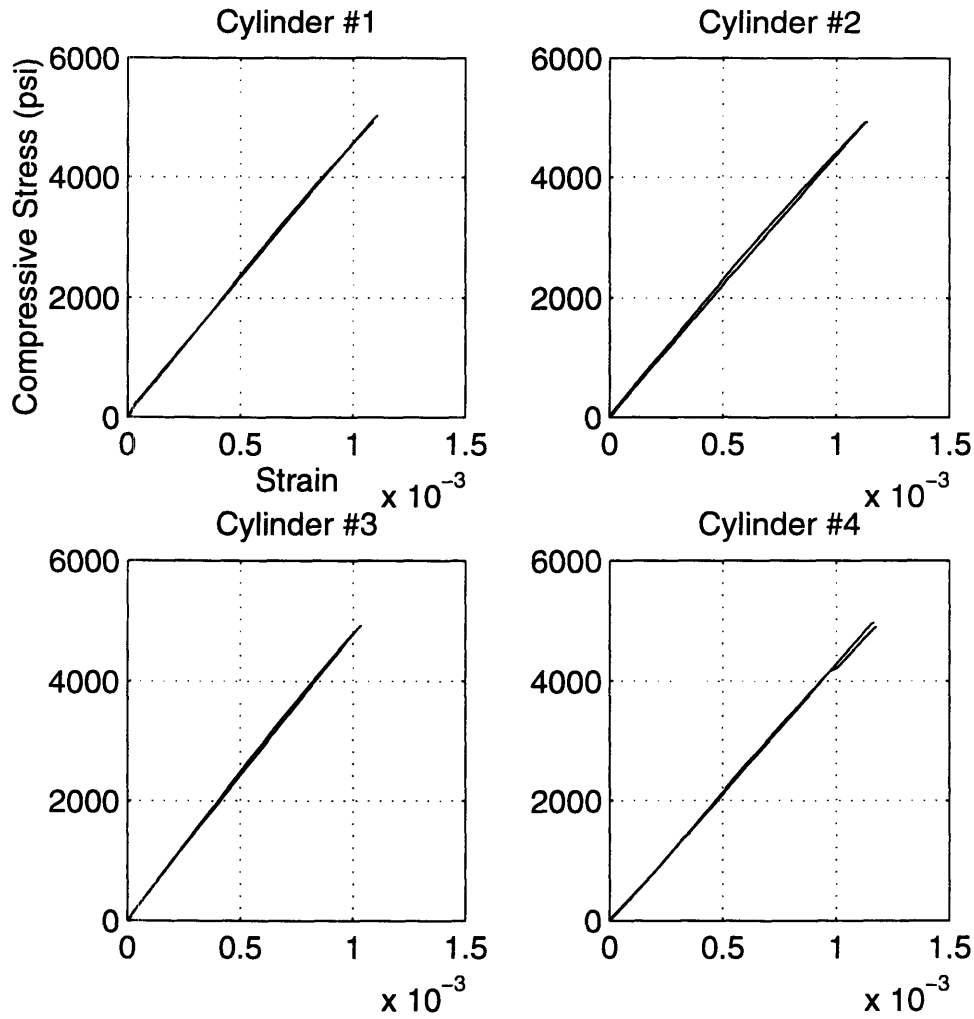 Cylinder #1
Compressive Stress (psi)
6000
4000
2000
0
0 0.5 1 1.5
Strain
x 10⁻³
Cylinder #2
6000
4000
2000
0
0 0.5 1 1.5
x 10⁻³
Cylinder #3
6000
4000
2000
0
0 0.5 1 1.5
x 10⁻³
Cylinder #4
6000
4000
2000
0
0 0.5 1 1.5
x 10⁻³